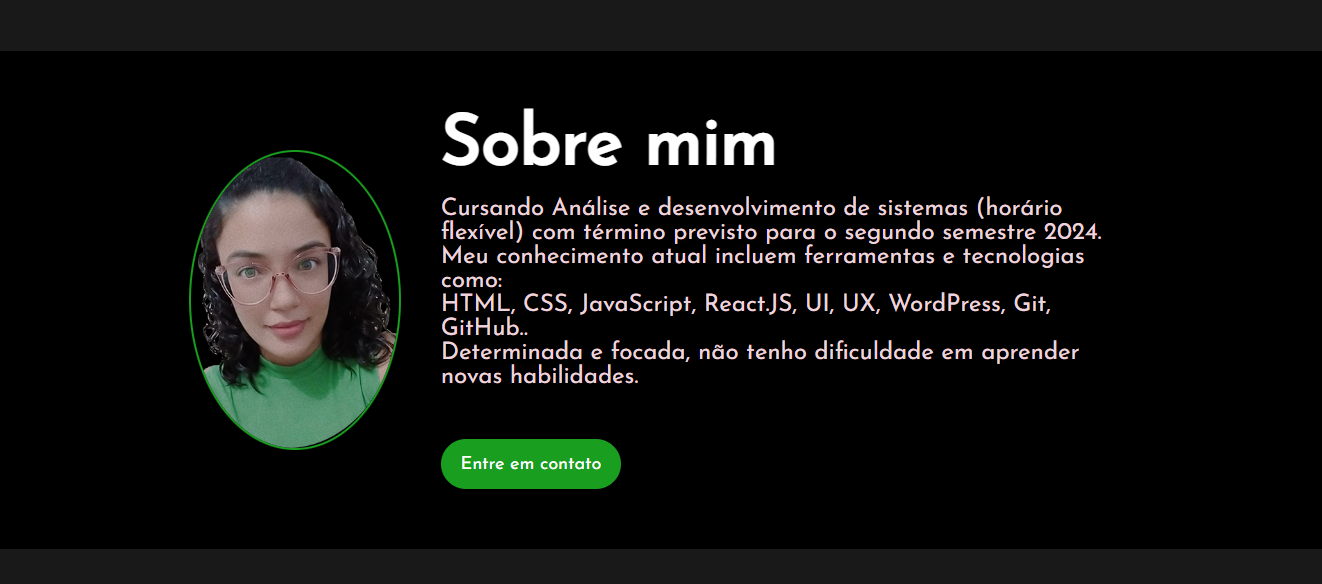 Sobre mim
Cursando Análise e desenvolvimento de sistemas (horário
flexível) com término previsto para o segundo semestre 2024.
Meu conhecimento atual incluem ferramentas e tecnologias
como:
HTML, CSS, JavaScript, React.JS, UI, UX, WordPress, Git,
GitHub..
Determinada e focada, não tenho dificuldade em aprender
novas habilidades.
Entre em contato